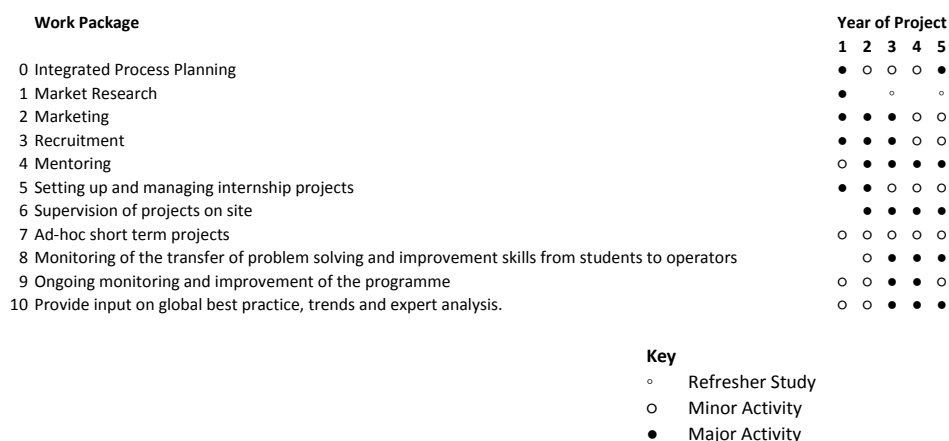 Work Package Year of Project
1 2 3 4 5
0 Integrated Process Planning ● ○ ○ ○ ●
1 Market Research ● ◦ ◦
2 Marketing ● ● ● ○ ○
3 Recruitment ● ● ● ○ ○
4 Mentoring ○ ● ● ● ●
5 Setting up and managing internship projects ● ● ○ ○ ○
6 Supervision of projects on site ● ● ● ●
7 Ad-hoc short term projects ○ ○ ○ ○ ○
8 Monitoring of the transfer of problem solving and improvement skills from students to operators ○ ● ● ●
9 Ongoing monitoring and improvement of the programme ○ ○ ● ● ○
10 Provide input on global best practice, trends and expert analysis. ○ ○ ● ● ●
Key
◦ Refresher Study
○ Minor Activity
● Major Activity